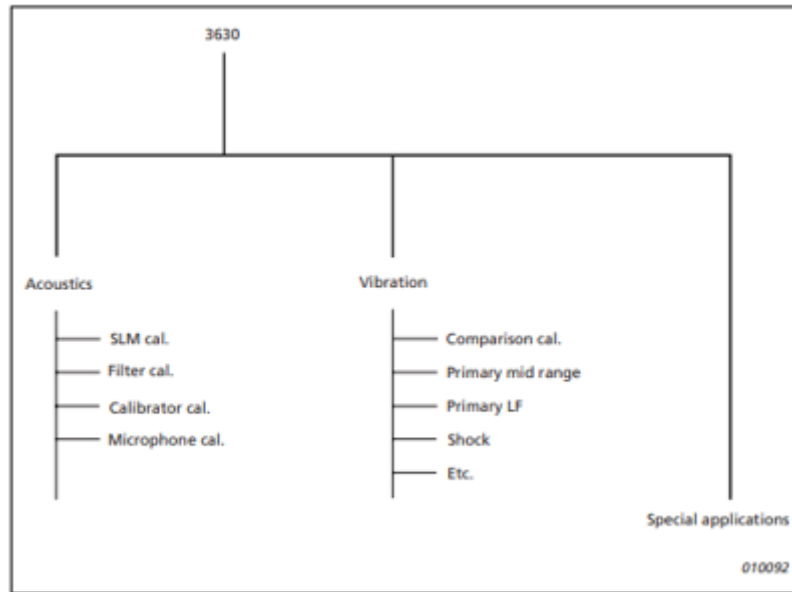 3630
Acoustics
SLM cal.
Filter cal.
Calibrator cal.
Microphone cal.
Vibration
Comparison cal.
Primary mid range
Primary LF
Shock
Etc.
Special applications
010092